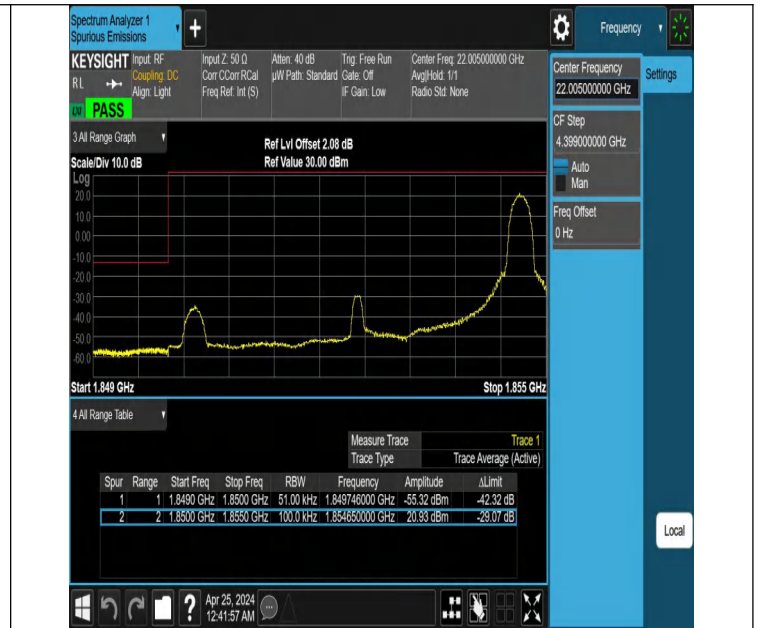 Spectrum Analyzer 1
Spurious Emissions
Frequency
KEYSIGHT Input: RF Input Z: 50 Ω Atten: 40 dB Trig: Free Run Center Freq: 22.005000000 GHz
RL Coupling: DC Corr CCorr RCal µW Path: Standard Gate: Off Avg|Hold: 1/1
Align: Light Freq Ref: Int (S) IF Gain: Low Radio Std: None
PASS
Center Frequency
22.005000000 GHz
Settings
CF Step
4.399000000 GHz
Auto
Man
Freq Offset
0 Hz
3 All Range Graph
Ref Lvl Offset 2.08 dB
Scale/Div 10.0 dB Ref Value 30.00 dBm
Log
20.0
10.0
0.00
-10.0
-20.0
-30.0
-40.0
-50.0
-60.0
Start 1.849 GHz Stop 1.855 GHz
4 All Range Table
Measure Trace Trace 1
Trace Type Trace Average (Active)
Spur Range Start Freq Stop Freq RBW Frequency Amplitude ΔLimit
1 1 1.8490 GHz 1.8500 GHz 51.00 kHz 1.849746000 GHz -55.32 dBm -42.32 dB
2 2 1.8500 GHz 1.8550 GHz 100.0 kHz 1.854650000 GHz 20.93 dBm -29.07 dB
Local
Apr 25, 2024
12:41:57 AM